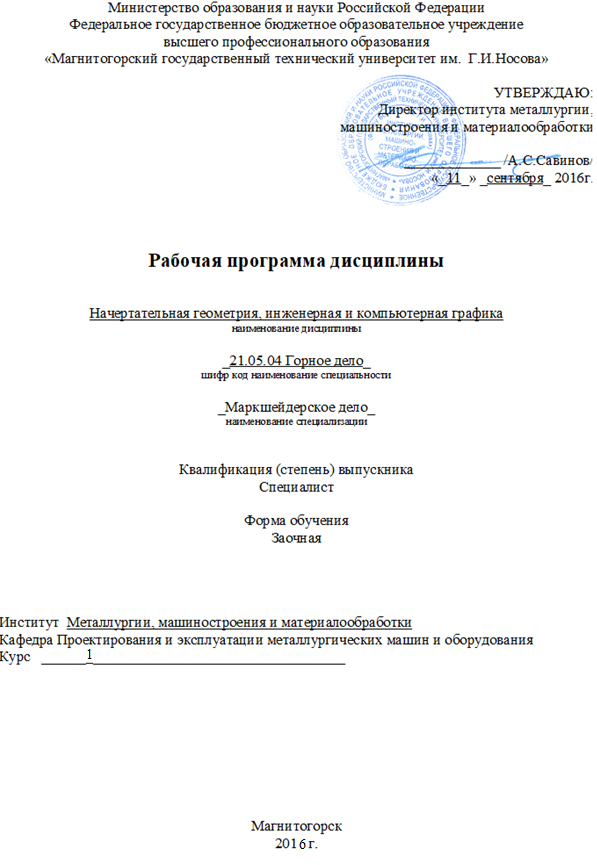 Министерство образования и науки Российской Федерации
Федеральное государственное бюджетное образовательное учреждение
высшего профессионального образования
«Магнитогорский государственный технический университет им. Г.И.Носова»
УТВЕРЖДАЮ:
Директор института металлургии,
машиностроения и материалообработки
______________ /А.С.Савинов/
«_11_» _сентября_ 2016г.
Рабочая программа дисциплины
Начертательная геометрия, инженерная и компьютерная графика
наименование дисциплины
_21.05.04 Горное дело_
шифр код наименование специальности
_Маркшейдерское дело_
наименование специализации
Квалификация (степень) выпускника
Специалист
Форма обучения
Заочная
Институт Металлургии, машиностроения и материалообработки
Кафедра Проектирования и эксплуатации металлургических машин и оборудования
Курс ______1__________________________________
Магнитогорск
2016 г.